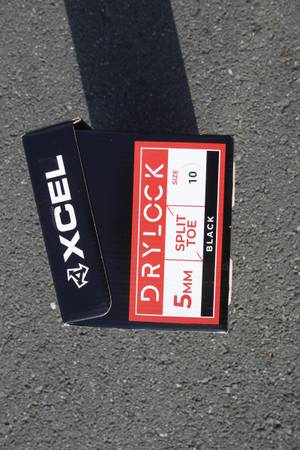 XCEL
DRYLOCK
5MM
SPLIT
TOE
SIZE
10
BLACK